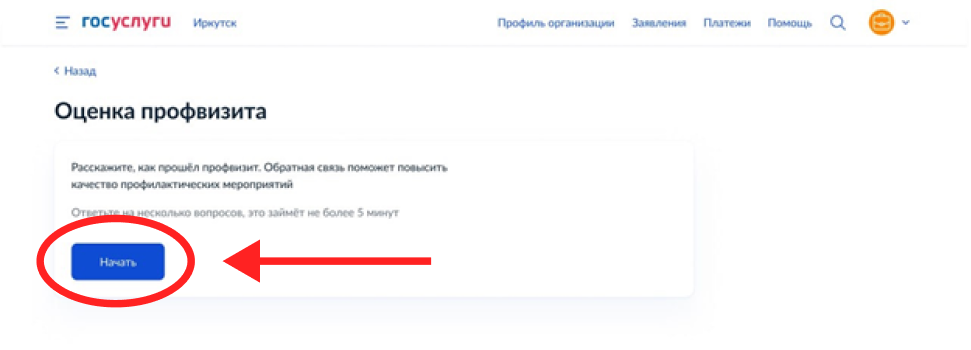 госуслуги Иркутск Профиль организации Заявления Платежи Помощь
< Назад
Оценка профвизита
Расскажите, как прошёл профвизит. Обратная связь поможет повысить
качество профилактических мероприятий
Ответьте на несколько вопросов, это займёт не более 5 минут
Начать